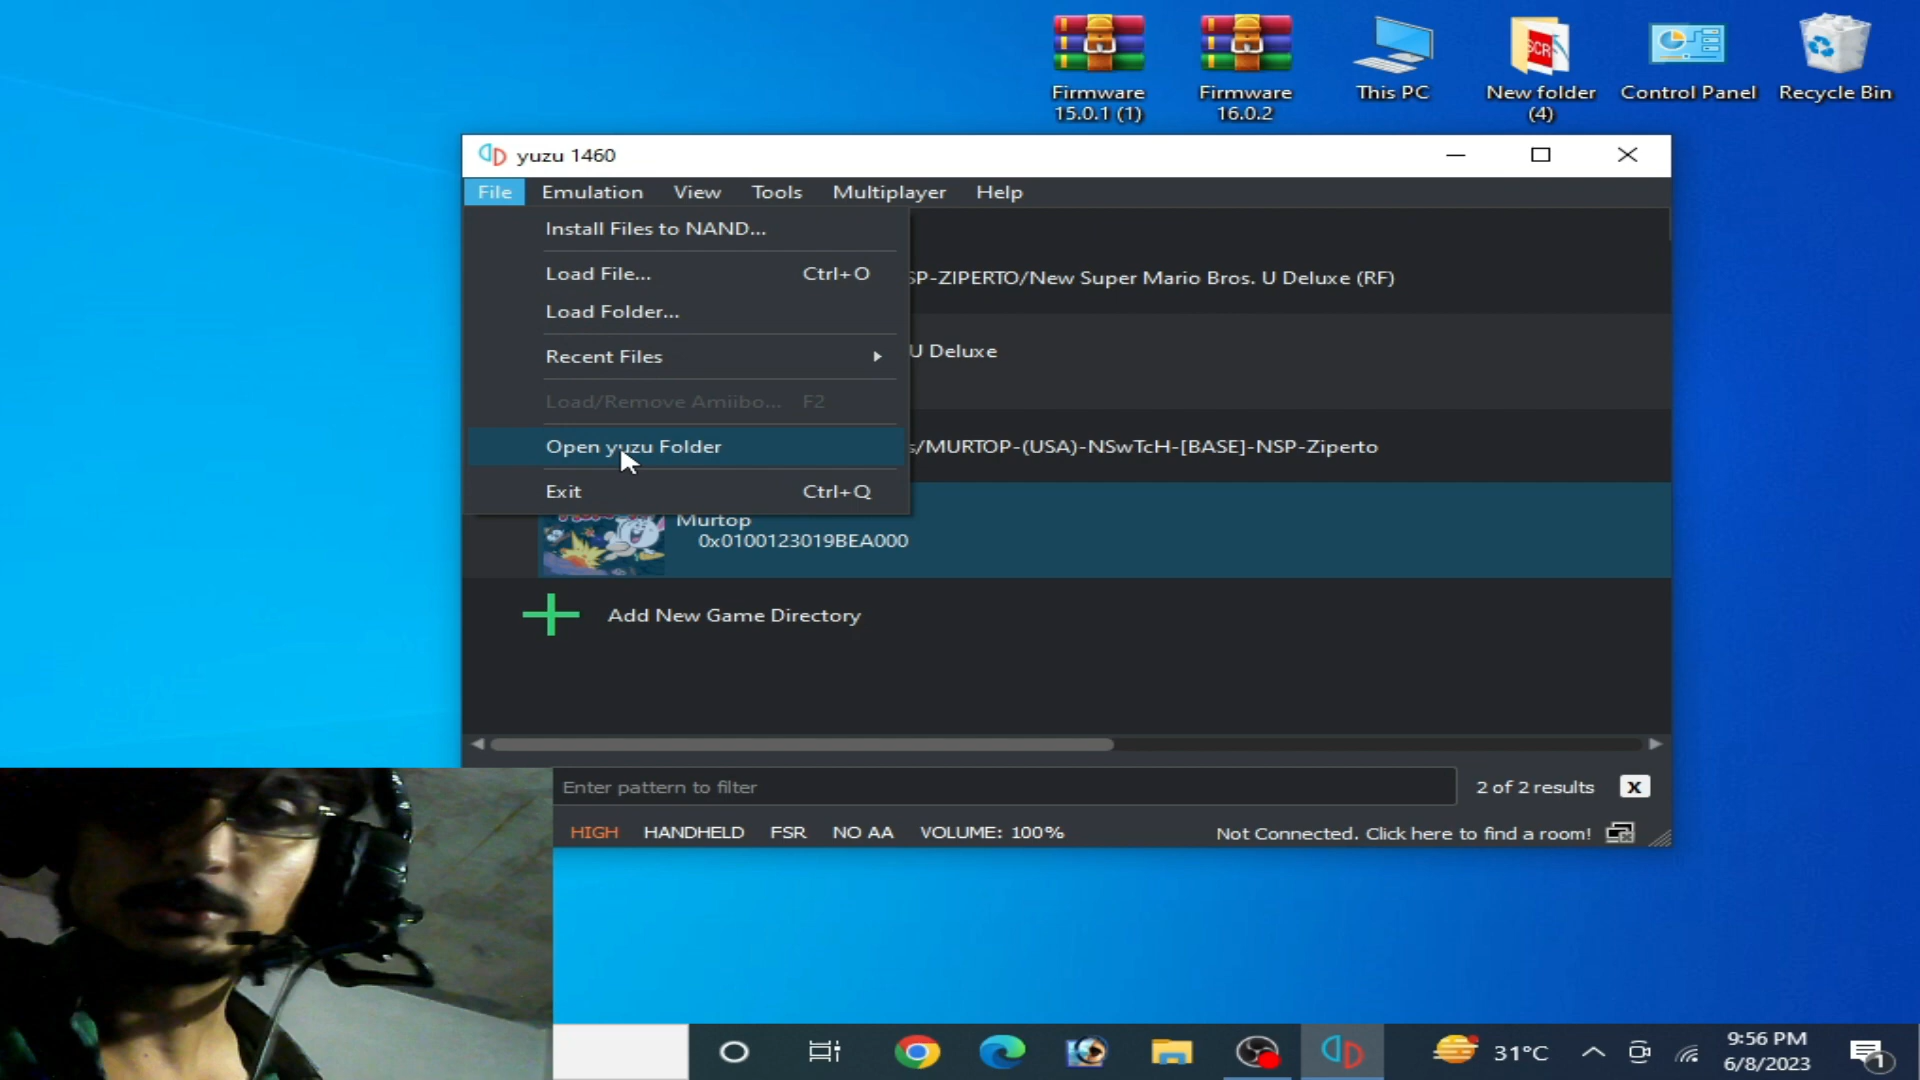 Firmware
15.0.1 (1)
Firmware
16.0.2
This PC
SCR
New folder
(4)
Control Panel
Recycle Bin
yuzu 1460
File Emulation View Tools Multiplayer Help
Install Files to NAND...
Load File... Ctrl+O
SP-ZIPERTO/New Super Mario Bros. U Deluxe (RF)
Load Folder...
Recent Files
U Deluxe
Load/Remove Amiibo... F2
Open yuzu Folder
s/MURTOP-(USA)-NSwTcH-[BASE]-NSP-Ziperto
Exit Ctrl+Q
Murtop
0x0100123019BEA000
Add New Game Directory
Enter pattern to filter
2 of 2 results
x
HIGH HANDHELD FSR NO AA VOLUME: 100%
Not Connected. Click here to find a room!
31°C
9:56 PM
6/8/2023
1